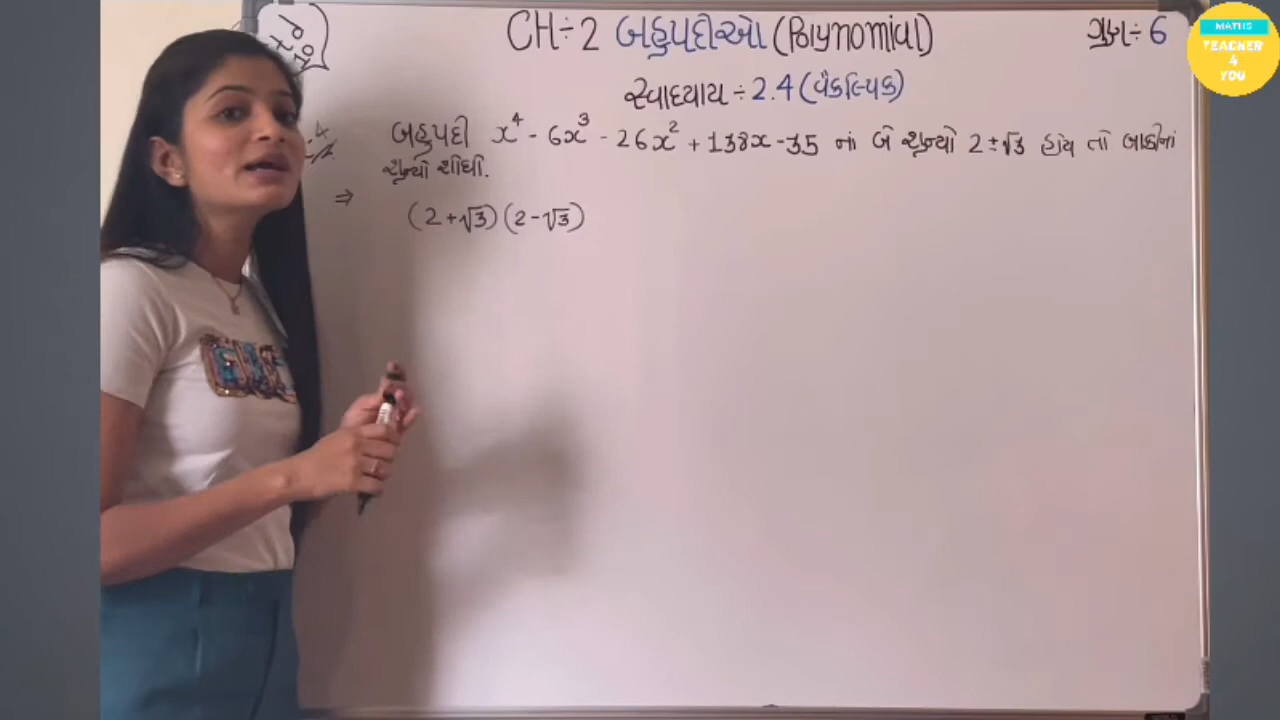 CH÷2 બહુપદીઓ (Polynomial)
ગુણ÷ 6
MATHS
TEACHER
4
YOU
સ્વાધ્યાય ÷ 2.4 (વૈકલ્પિક)
બહુપદી x⁴ - 6x³ - 26x² + 138x - 35 નાં બે શૂન્યો 2 ± √3 હોય તો બાકીનાં
શૂન્યો શોધો.
⇒ (2+√3) (2-√3)